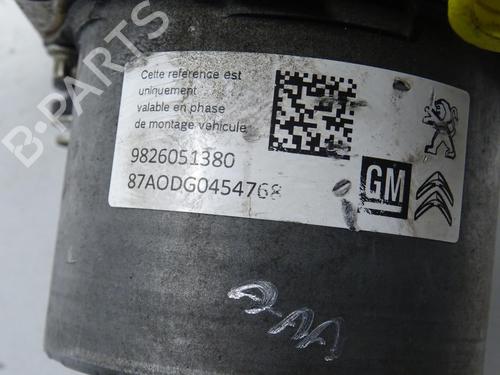 B-PARTS
Cette reference est
uniquement
valable en phase
de montage vehicule
9826051380
87AODG0454768
GM